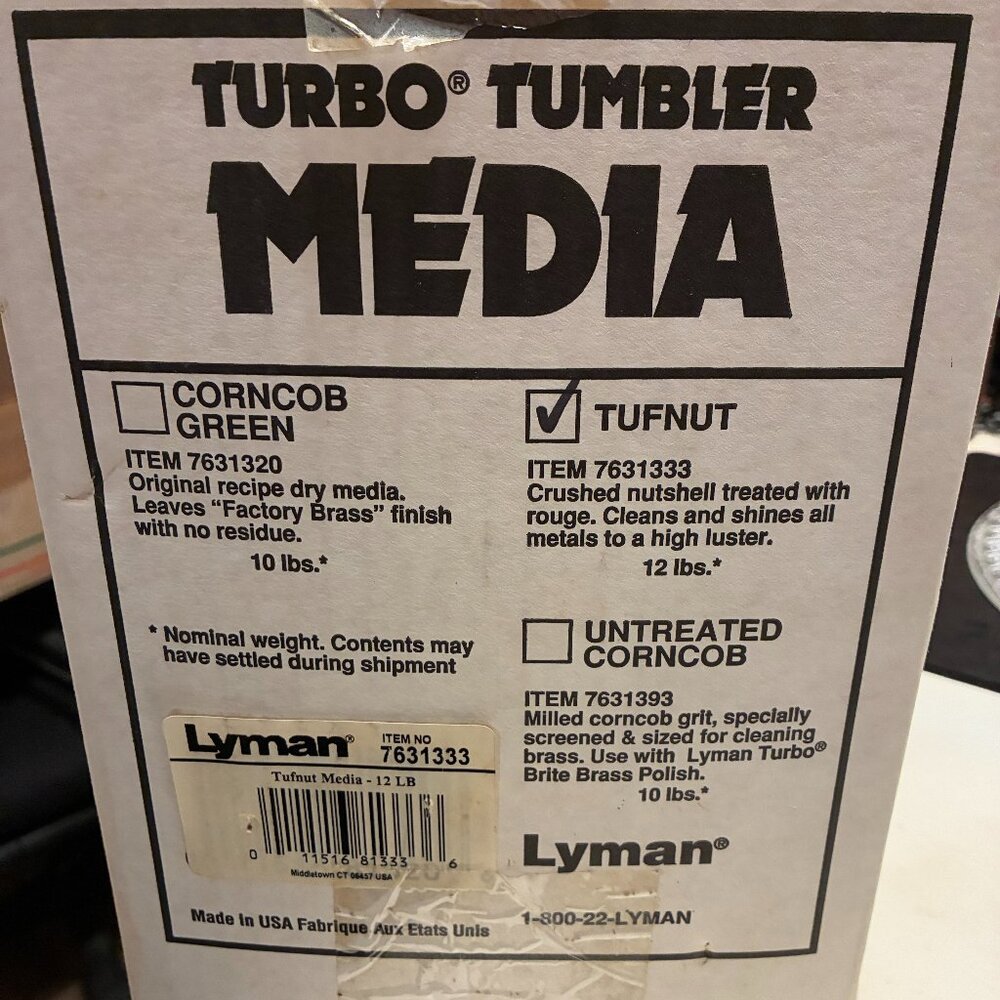 TURBO® TUMBLER
MEDIA
CORNCOB
GREEN
ITEM 7631320
Original recipe dry media.
Leaves “Factory Brass” finish
with no residue.
10 lbs.*
* Nominal weight. Contents may
have settled during shipment
TUFNUT
ITEM 7631333
Crushed nutshell treated with
rouge. Cleans and shines all
metals to a high luster.
12 lbs.*
UNTREATED
CORNCOB
ITEM 7631393
Milled corncob grit, specially
screened & sized for cleaning
brass. Use with Lyman Turbo®
Brite Brass Polish.
10 lbs.*
Lyman®
1-800-22-LYMAN
Lyman® ITEM NO
7631333
Tufnut Media - 12 LB
0 11516 81333 6
Middletown CT 06457 USA
Made In USA Fabrique Aux Etats Unis